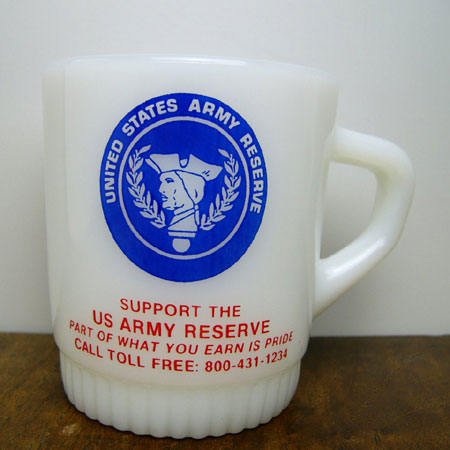 UNITED STATES ARMY RESERVE
SUPPORT THE
US ARMY RESERVE
PART OF WHAT YOU EARN IS PRIDE
CALL TOLL FREE: 800-431-1234